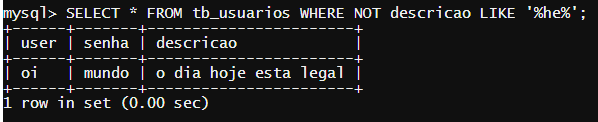 mysql> SELECT * FROM tb_usuarios WHERE NOT descricao LIKE '%he%';
+------+-------+-----------------------+
| user | senha | descricao             |
+------+-------+-----------------------+
| oi   | mundo | o dia hoje esta legal |
+------+-------+-----------------------+
1 row in set (0.00 sec)